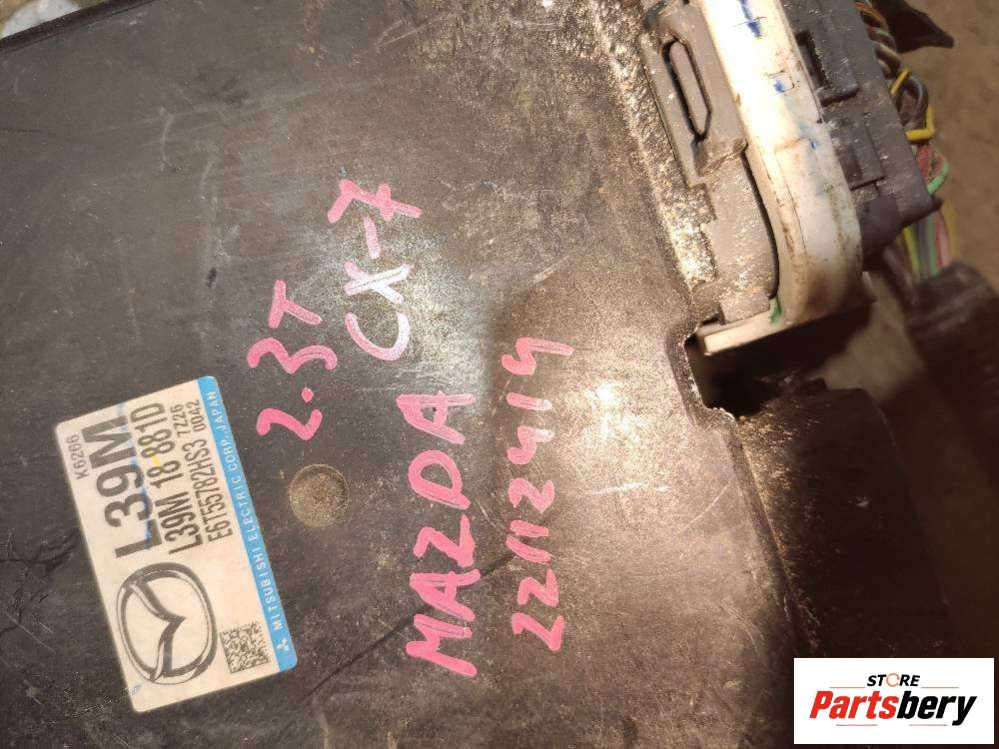 K6266
L39M
L39M 18 881D
E6T55782HS3 7Z26 0042
MITSUBISHI ELECTRIC CORP. JAPAN
2.3T
CX-7
MAZDA
22112414
STORE
Partsbery